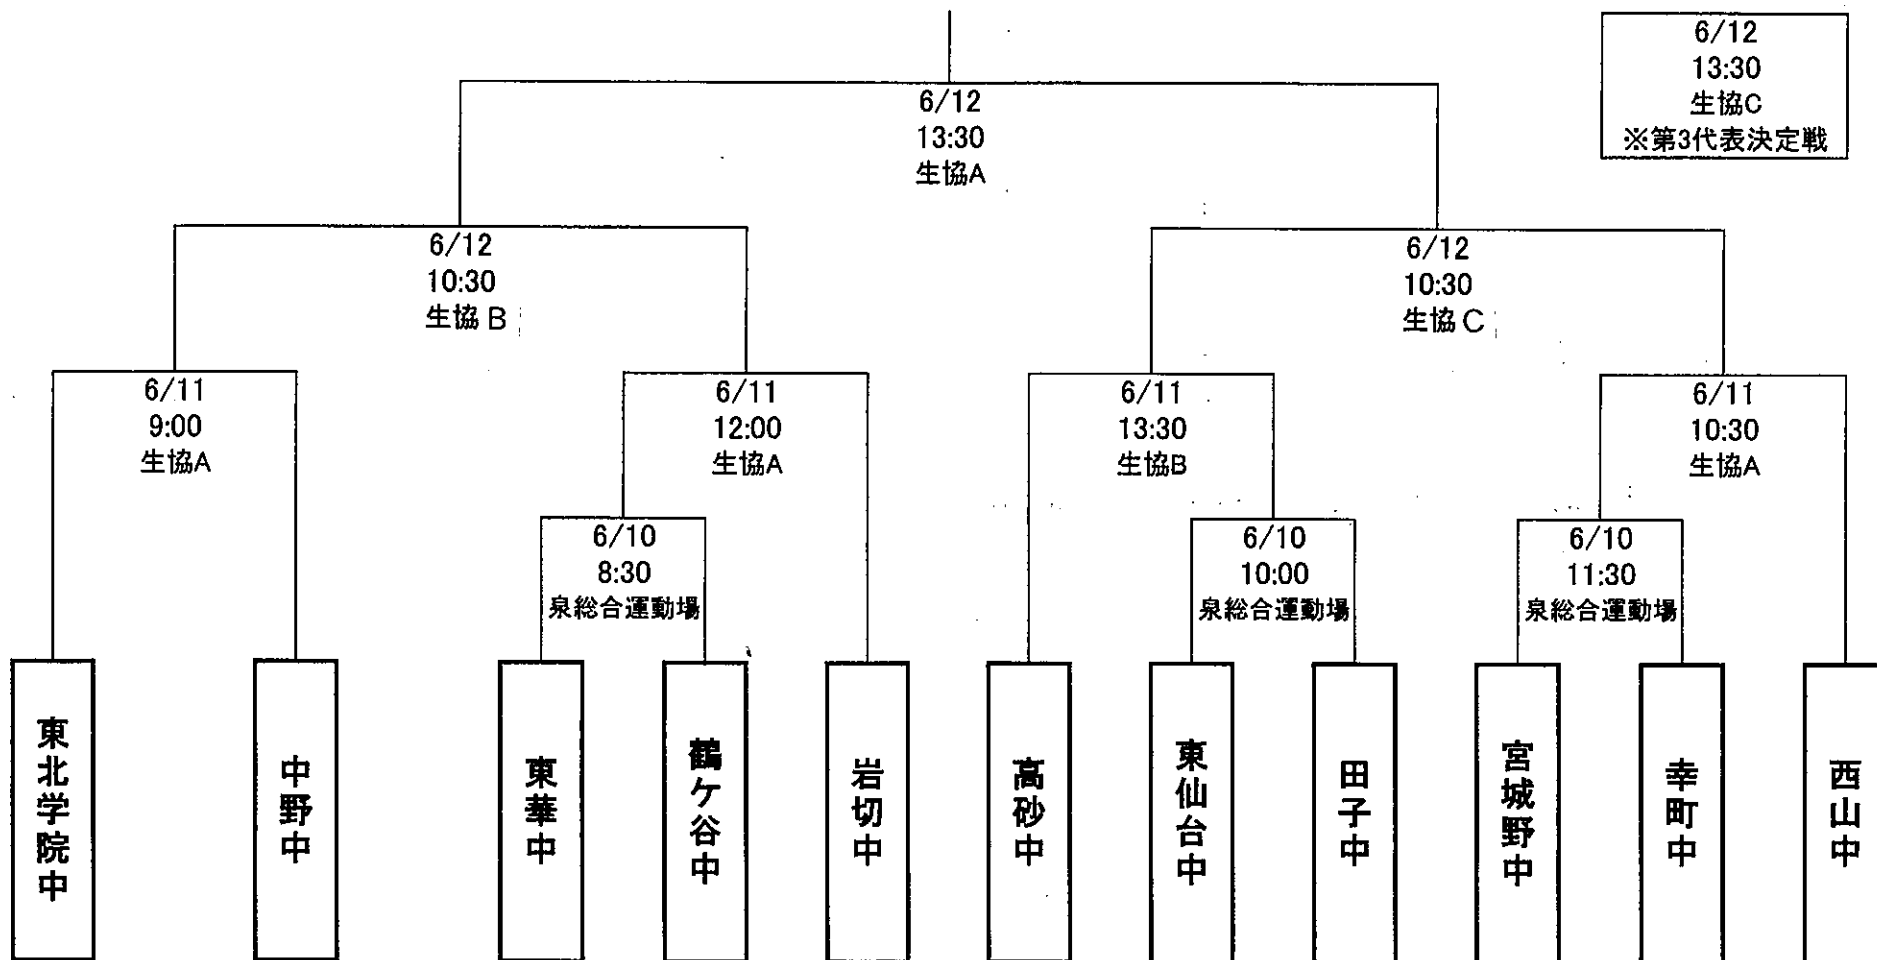 6/12
13:30
生協C
※第3代表決定戦
6/12
13:30
生協A
6/12
10:30
生協B
6/12
10:30
生協C
6/11
9:00
生協A
6/11
12:00
生協A
6/11
13:30
生協B
6/11
10:30
生協A
6/10
8:30
泉総合運動場
6/10
10:00
泉総合運動場
6/10
11:30
泉総合運動場
東北学院中
中野中
東華中
鶴ケ谷中
岩切中
高砂中
東仙台中
田子中
宮城野中
幸町中
西山中